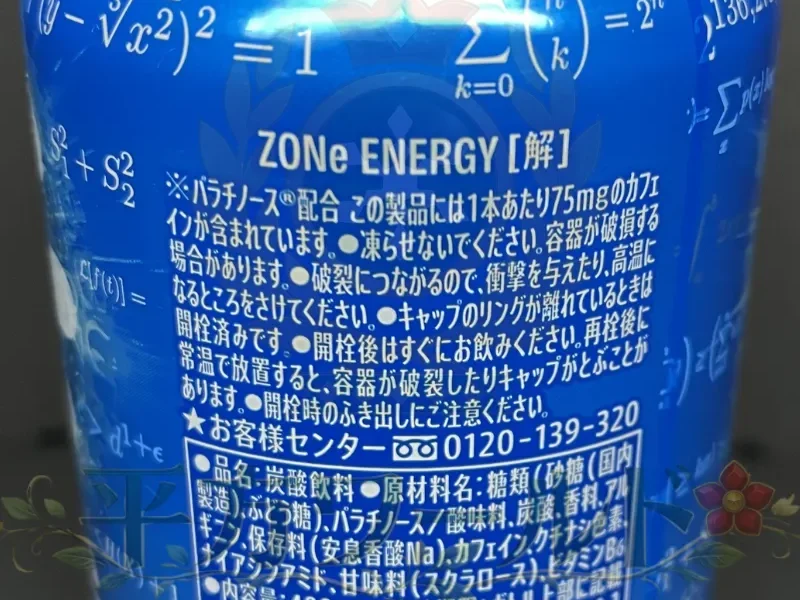 (y − ∛x²)² = 1
∑ k=0 (n k) = 2ⁿ
S₁² + S₂²
ZONe ENERGY [解]
※パラチノース®配合 この製品には1本あたり75mgのカフェ
インが含まれています。●凍らせないでください。容器が破損する
場合があります。●破裂につながるので、衝撃を与えたり、高温に
なるところをさけてください。●キャップのリングが離れているときは
開栓済みです。●開栓後はすぐにお飲みください。再栓後に
常温で放置すると、容器が破裂したりキャップがとぶことが
あります。●開栓時のふき出しにご注意ください。
★お客様センター 0120-139-320
●品名:炭酸飲料 ●原材料名:糖類(砂糖(国内
製造)、ぶどう糖)、パラチノース/酸味料、炭酸、香料、アル
ギニン、保存料(安息香酸Na)、カフェイン、クチナシ色素、
ナイアシンアミド、甘味料(スクラロース)、ビタミンB₆
●内容量: